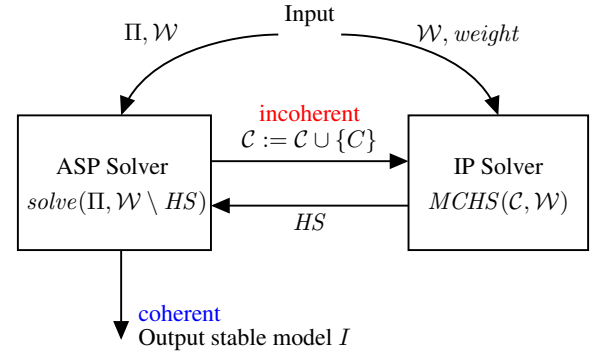 Input
Π, 𝒲
𝒲, weight
incoherent
𝒞 := 𝒞 ∪ {C}
ASP Solver
solve(Π, 𝒲 \ HS)
IP Solver
MCHS(𝒞, 𝒲)
HS
coherent
Output stable model I